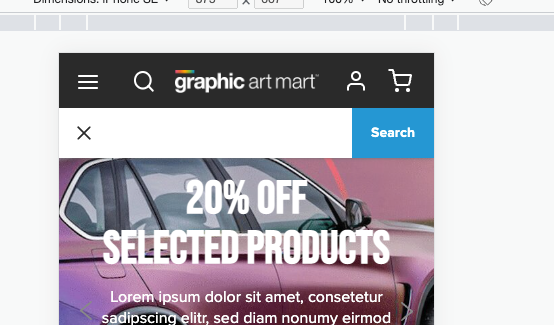 Dimensions: iPhone SE
375 × 667 100% No throttling
graphic art mart™
Search
20% OFF
SELECTED PRODUCTS
Lorem ipsum dolor sit amet, consetetur
sadipscing elitr, sed diam nonumy eirmod